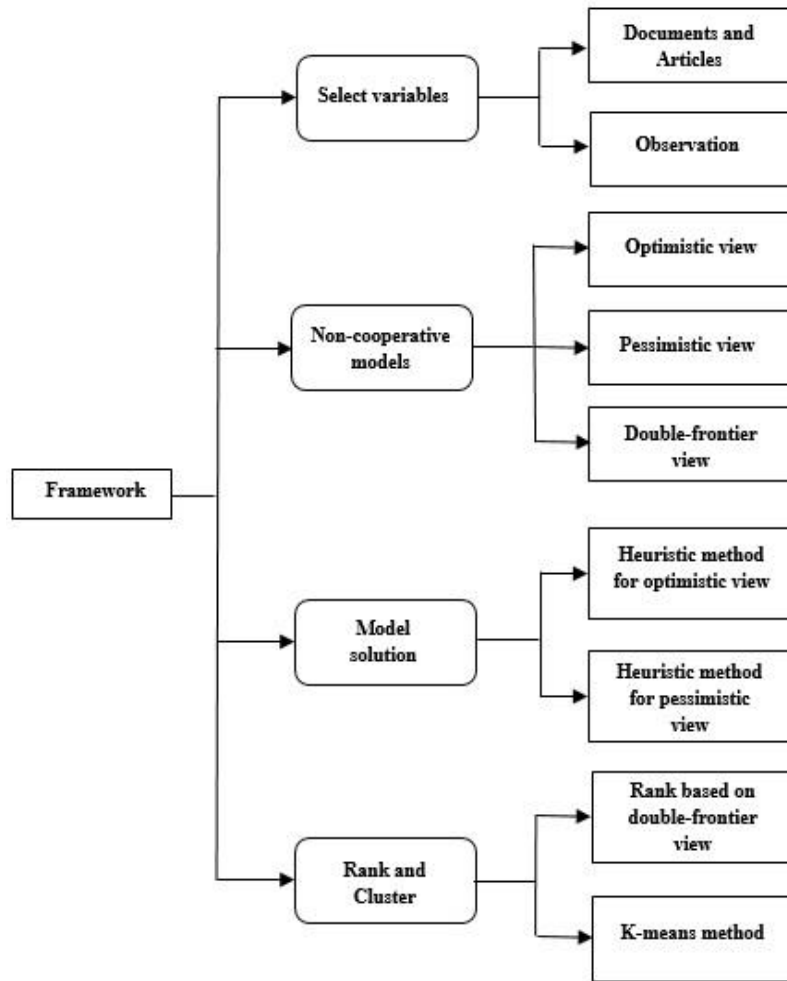 Framework
Select variables
Documents and
Articles
Observation
Non-cooperative
models
Optimistic view
Pessimistic view
Double-frontier
view
Model
solution
Heuristic method
for optimistic view
Heuristic method
for pessimistic
view
Rank and
Cluster
Rank based on
double-frontier
view
K-means method